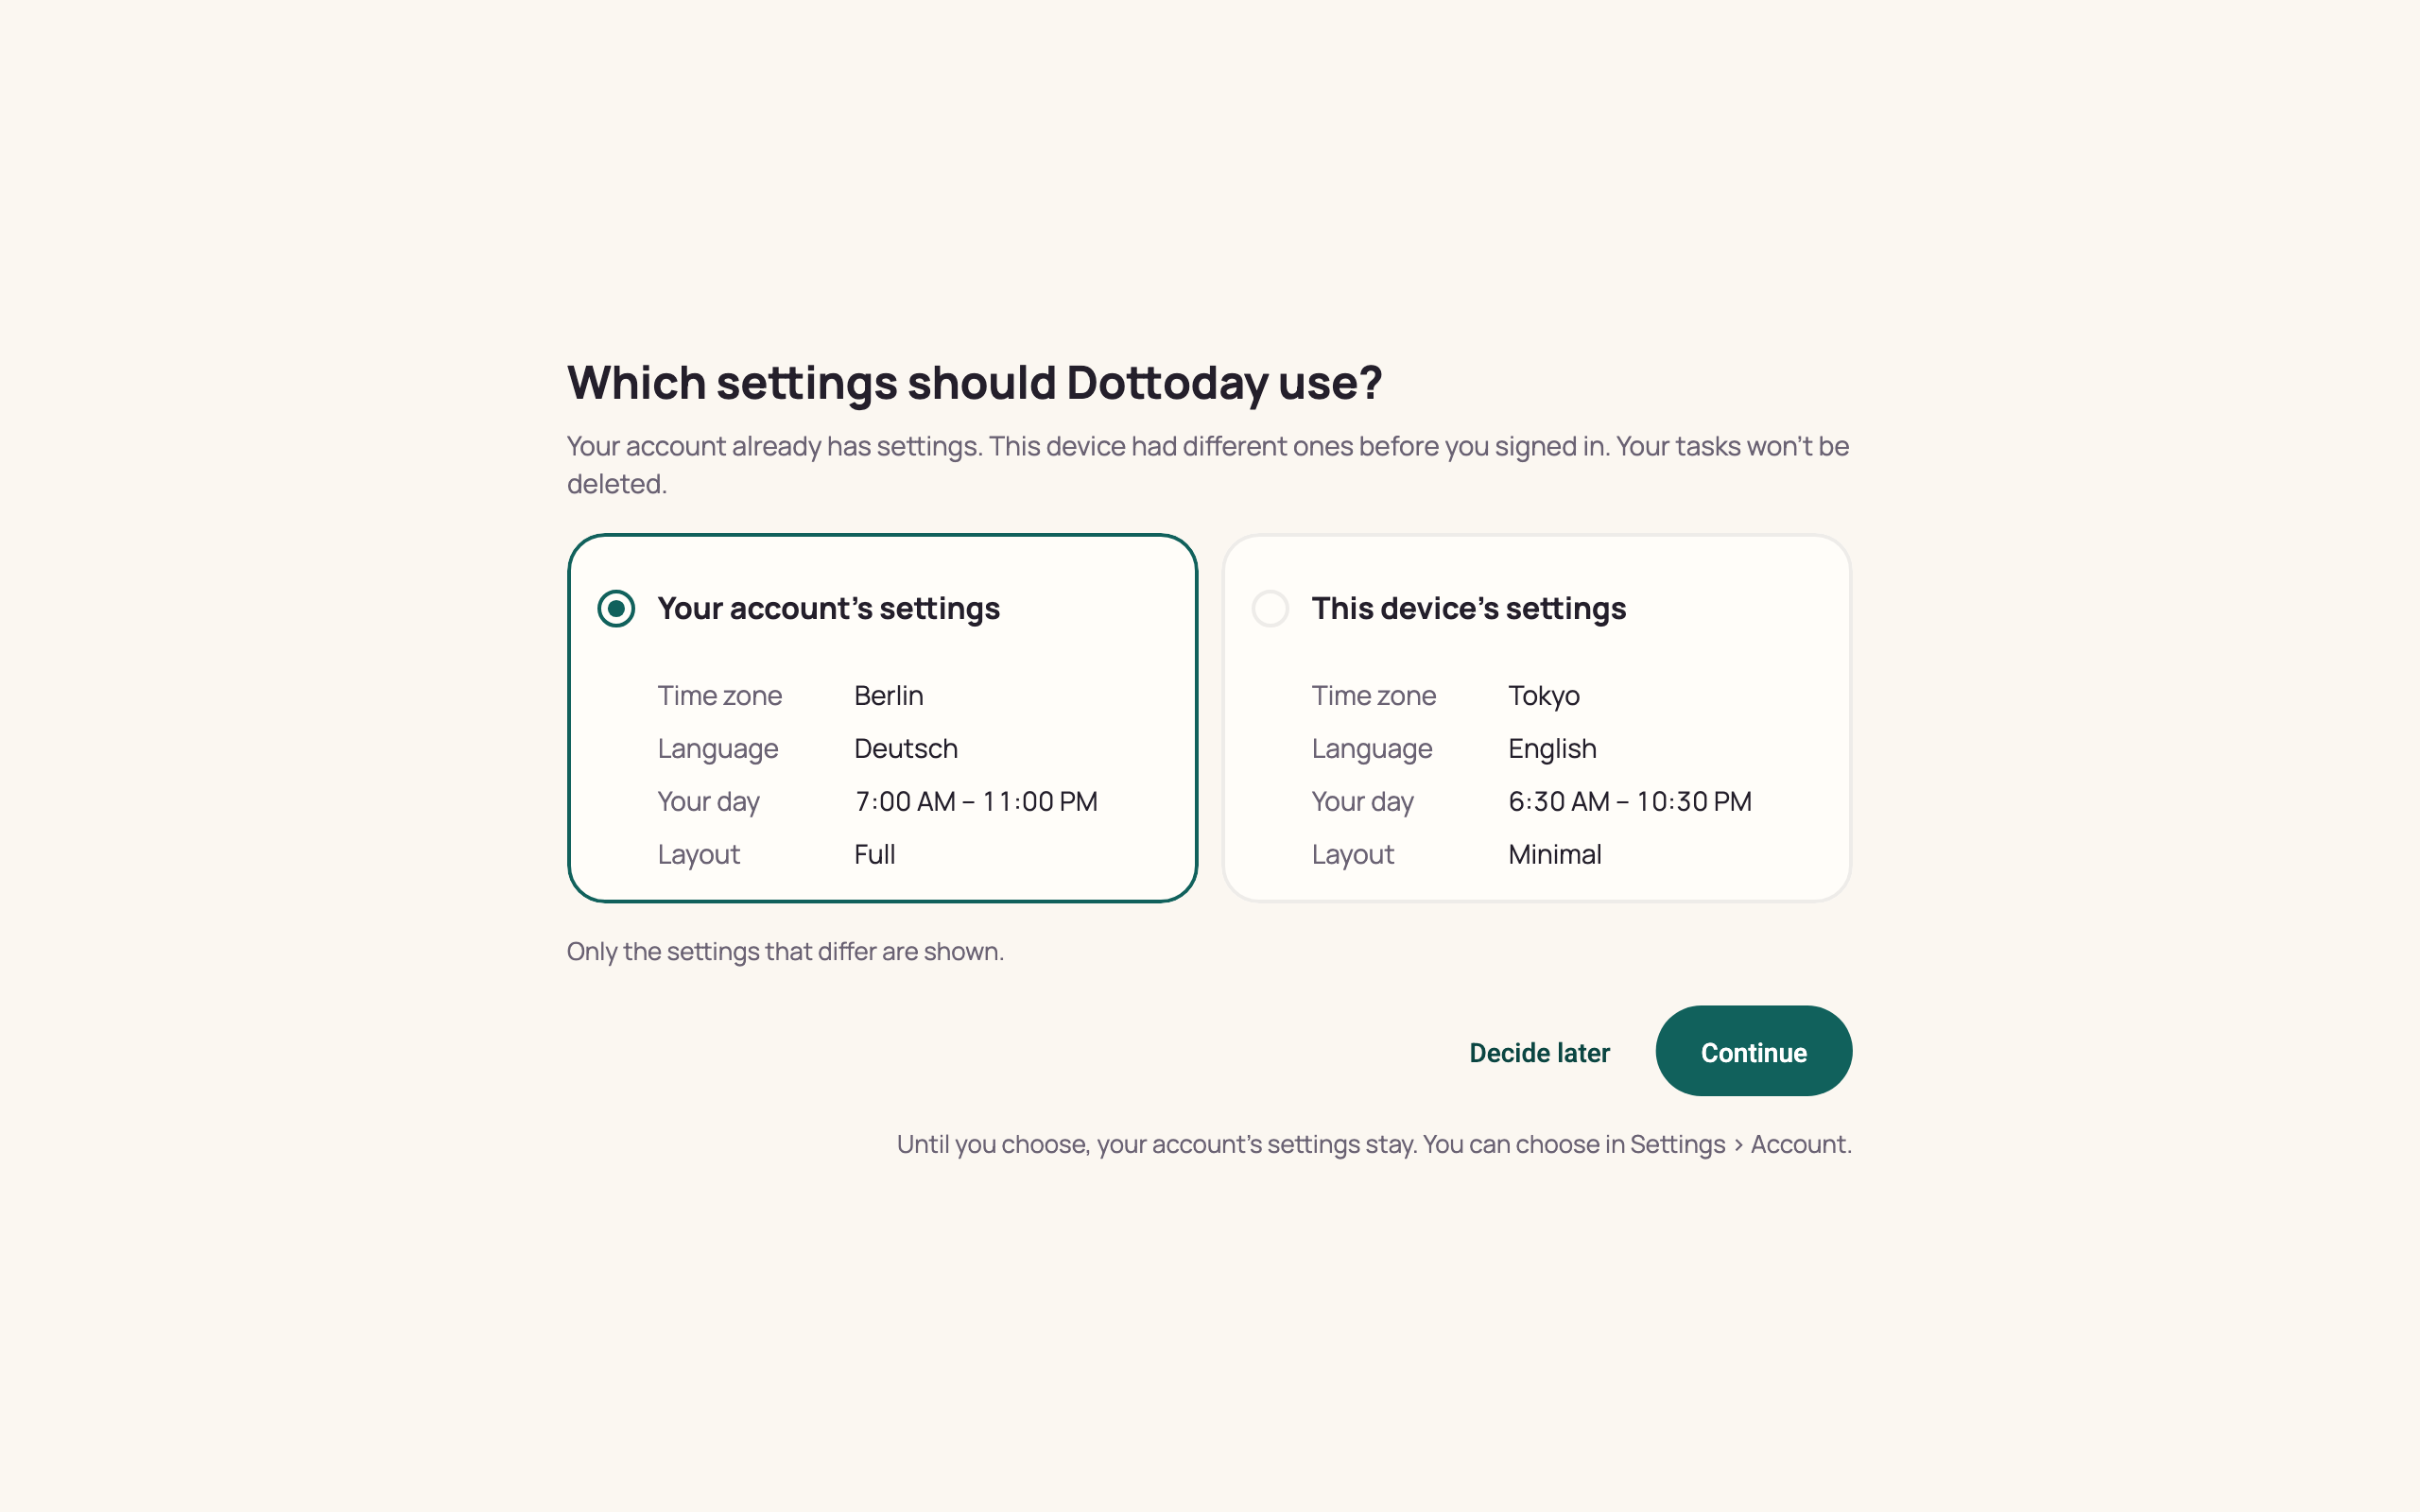 Which settings should Dottoday use?
Your account already has settings. This device had different ones before you signed in. Your tasks won’t be
deleted.
Your account’s settings
Time zone Berlin
Language Deutsch
Your day 7:00 AM – 11:00 PM
Layout Full
This device’s settings
Time zone Tokyo
Language English
Your day 6:30 AM – 10:30 PM
Layout Minimal
Only the settings that differ are shown.
Decide later
Continue
Until you choose, your account’s settings stay. You can choose in Settings › Account.